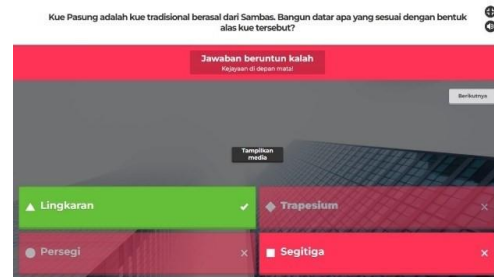 Kue Pasung adalah kue tradisional berasal dari Sambas. Bangun datar apa yang sesuai dengan bentuk
alas kue tersebut?
Jawaban beruntun kalah
Kejayaan di depan mata!
Berikutnya
Tampilkan
media
Lingkaran
Trapesium
Persegi
Segitiga